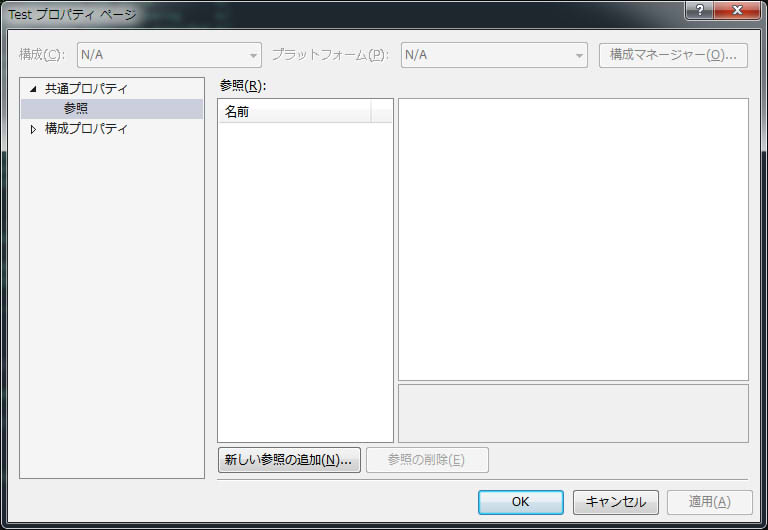 Test プロパティ ページ
構成(C): N/A プラットフォーム(P): N/A 構成マネージャー(O)...
共通プロパティ
参照
構成プロパティ
参照(R):
名前
新しい参照の追加(N)... 参照の削除(E)
OK キャンセル 適用(A)